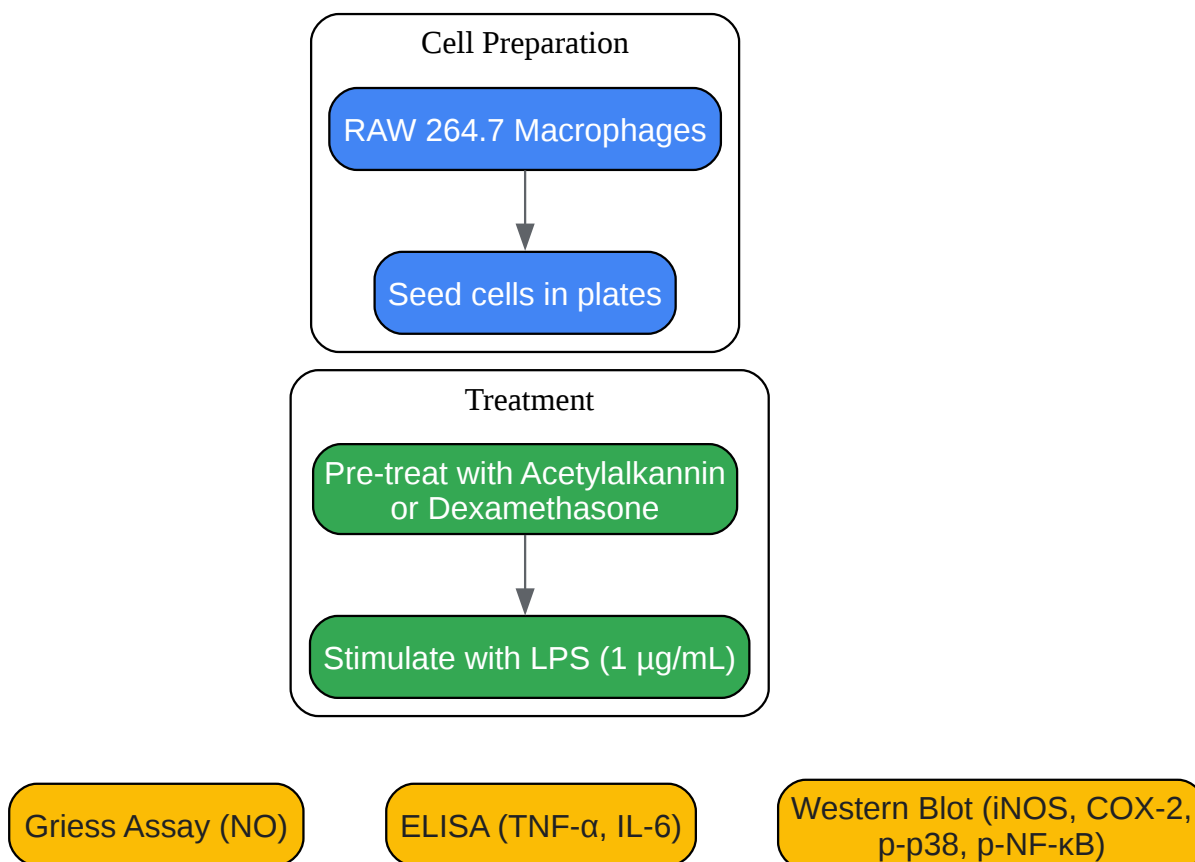 Cell Preparation
RAW 264.7 Macrophages
Seed cells in plates
Treatment
Pre-treat with Acetylalkannin
or Dexamethasone
Stimulate with LPS (1 µg/mL)
Griess Assay (NO)
ELISA (TNF-α, IL-6)
Western Blot (iNOS, COX-2,
p-p38, p-NF-κB)